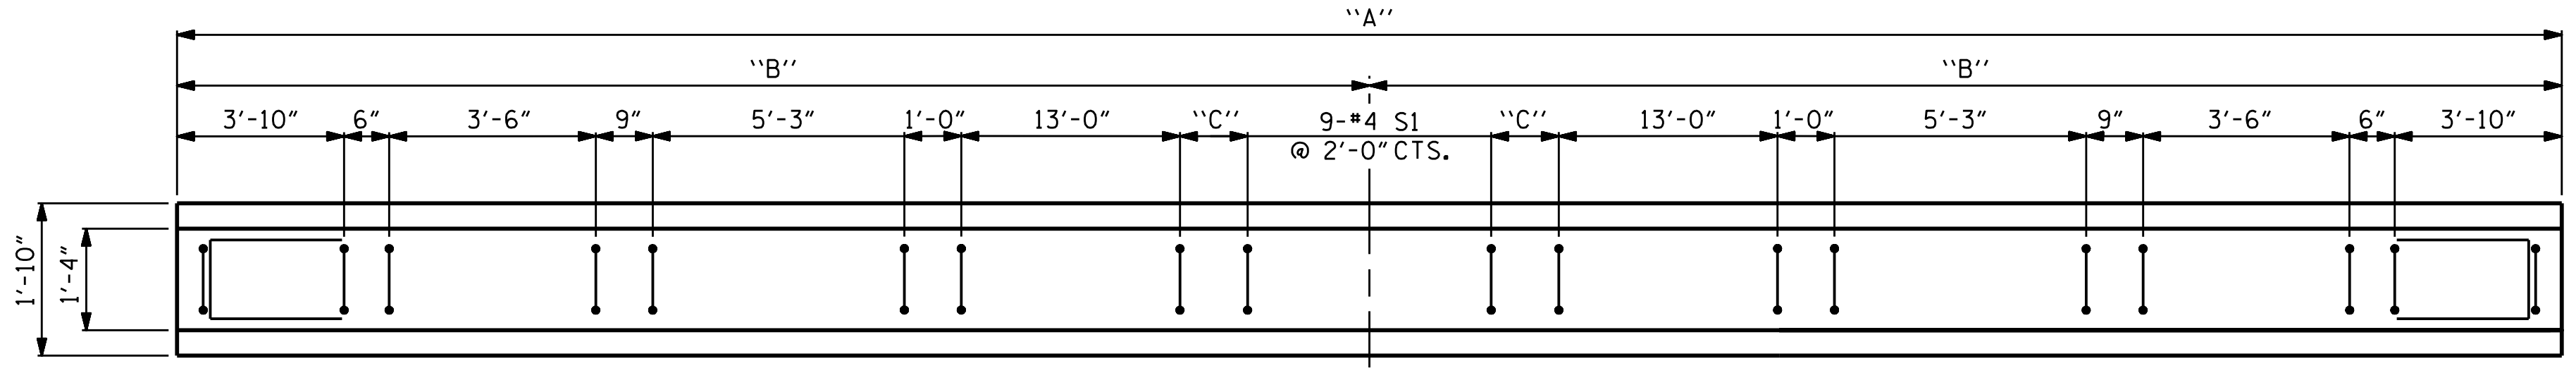 ‘‘A’’
‘‘B’’ ‘‘B’’
3′-10″ 6″ 3′-6″ 9″ 5′-3″ 1′-0″ 13′-0″ ‘‘C’’ 9-#4 S1 ‘‘C’’ 13′-0″ 1′-0″ 5′-3″ 9″ 3′-6″ 6″ 3′-10″
@ 2′-0″ CTS.
1′-10″
1′-4″